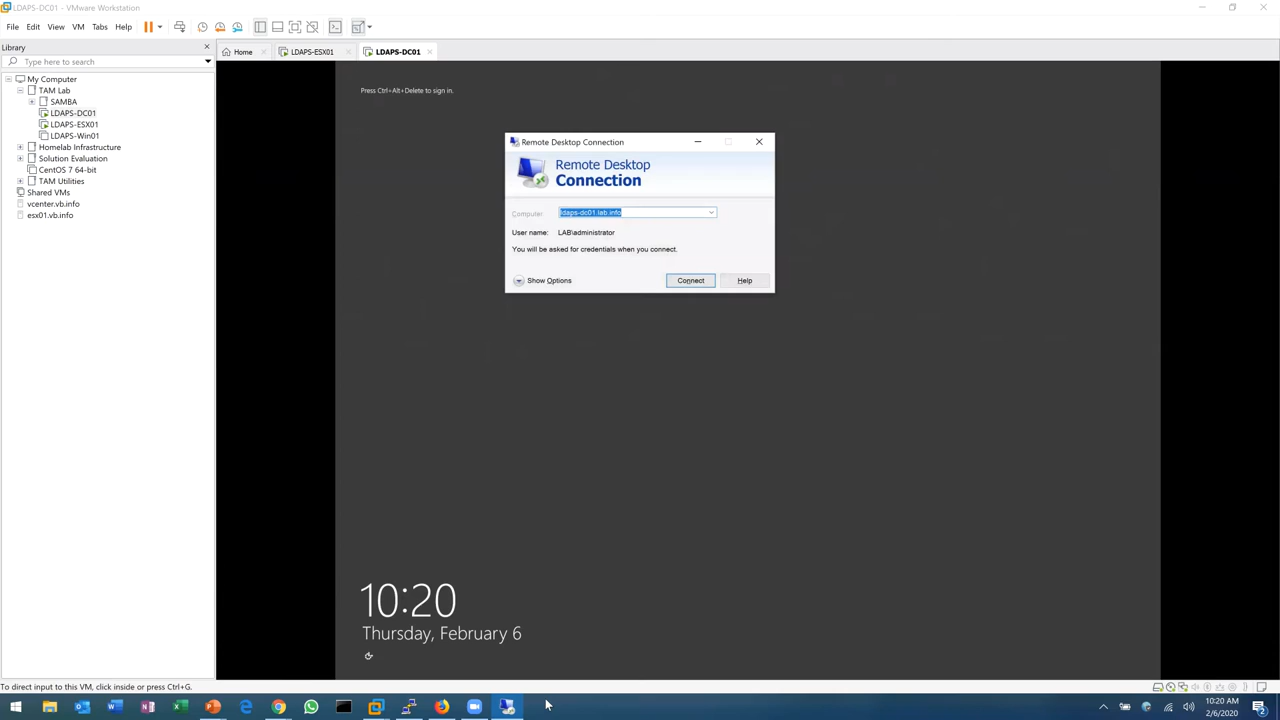 LDAPS-DC01 - VMware Workstation
File Edit View VM Tabs Help
Library
Type here to search
Home LDAPS-ESX01 LDAPS-DC01
My Computer
TAM Lab
SAMBA
LDAPS-DC01
LDAPS-ESX01
LDAPS-Win01
Homelab Infrastructure
Solution Evaluation
CentOS 7 64-bit
TAM Utilities
Shared VMs
vcenter.vb.info
esx01.vb.info
Press Ctrl+Alt+Delete to sign in.
Remote Desktop Connection
Remote Desktop
Connection
Computer: ldaps-dc01.lab.info
User name: LAB\administrator
You will be asked for credentials when you connect.
Show Options Connect Help
10:20
Thursday, February 6
To direct input to this VM, click inside or press Ctrl+G.
10:20 AM
2/6/2020
2